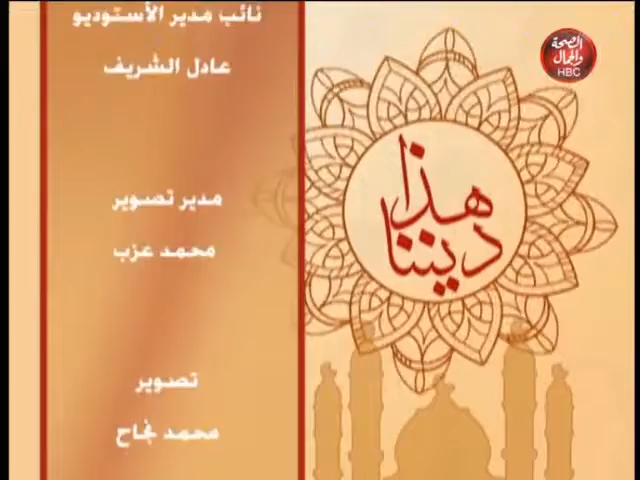 نائب مدير الأستوديو
عادل الشريف
مدير تصوير
محمد عزب
تصوير
محمد نجاح
هذا
ديننا
الصحة
والجمال
HBC